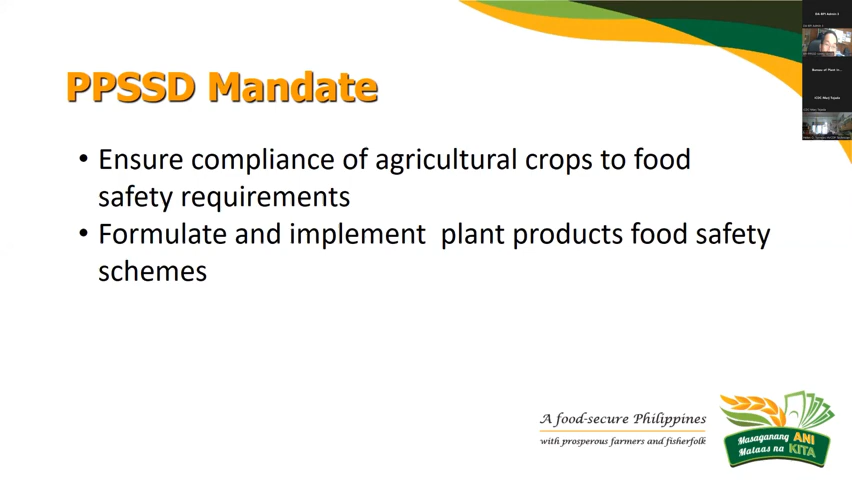 PPSSD Mandate
• Ensure compliance of agricultural crops to food
safety requirements
• Formulate and implement plant products food safety
schemes
A food-secure Philippines
with prosperous farmers and fisherfolk
Masaganang ANI
Mataas na KITA